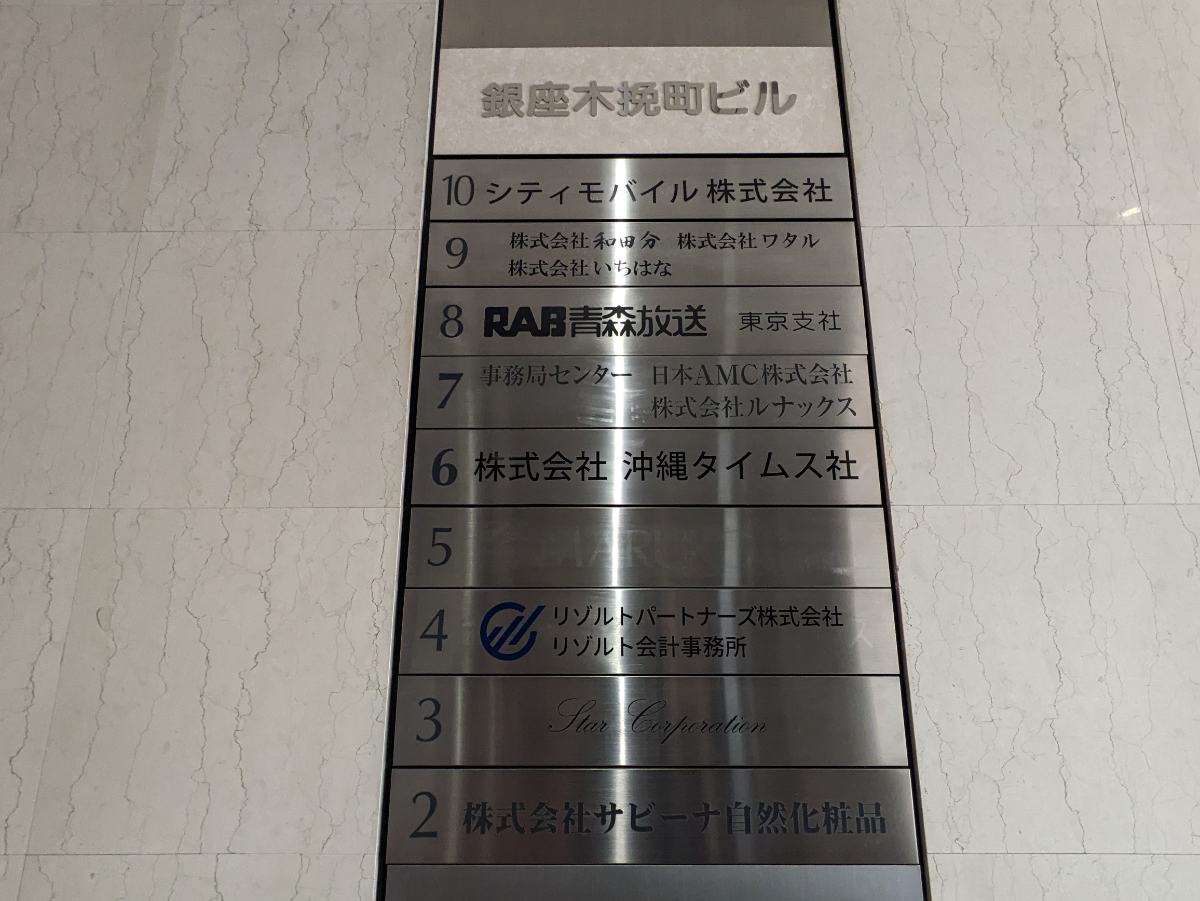 銀座木挽町ビル
10 シティモバイル 株式会社
9 株式会社 和田分 株式会社 ワタル
株式会社 いちはな
8 RAB青森放送 東京支社
7 事務局センター 日本AMC株式会社
株式会社ルナックス
6 株式会社 沖縄タイムス社
5
4 リゾルトパートナーズ株式会社
リゾルト会計事務所
3 Star Corporation
2 株式会社サビーナ自然化粧品